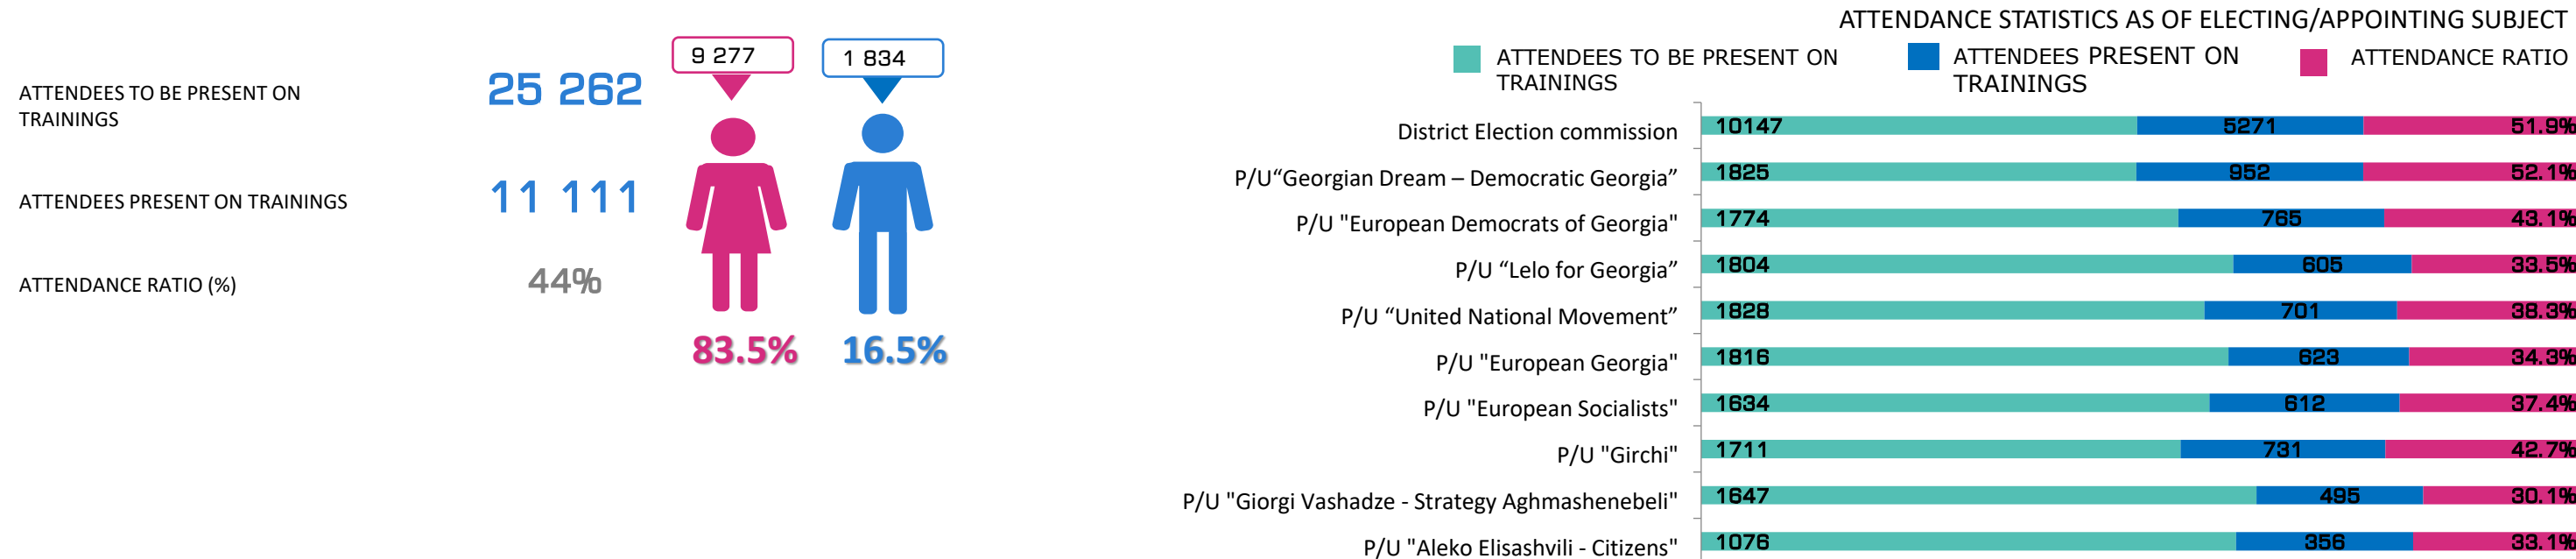 ATTENDEES TO BE PRESENT ON
TRAININGS
25 262
ATTENDEES PRESENT ON TRAININGS
11 111
ATTENDANCE RATIO (%)
44%
9 277
1 834
83.5%
16.5%
ATTENDANCE STATISTICS AS OF ELECTING/APPOINTING SUBJECT
ATTENDEES TO BE PRESENT ON
TRAININGS
ATTENDEES PRESENT ON
TRAININGS
ATTENDANCE RATIO
District Election commission 10147 5271 51.9%
P/U“Georgian Dream – Democratic Georgia” 1825 952 52.1%
P/U "European Democrats of Georgia" 1774 765 43.1%
P/U “Lelo for Georgia” 1804 605 33.5%
P/U “United National Movement” 1828 701 38.3%
P/U "European Georgia" 1816 623 34.3%
P/U "European Socialists" 1634 612 37.4%
P/U "Girchi" 1711 731 42.7%
P/U "Giorgi Vashadze - Strategy Aghmashenebeli" 1647 495 30.1%
P/U "Aleko Elisashvili - Citizens" 1076 356 33.1%